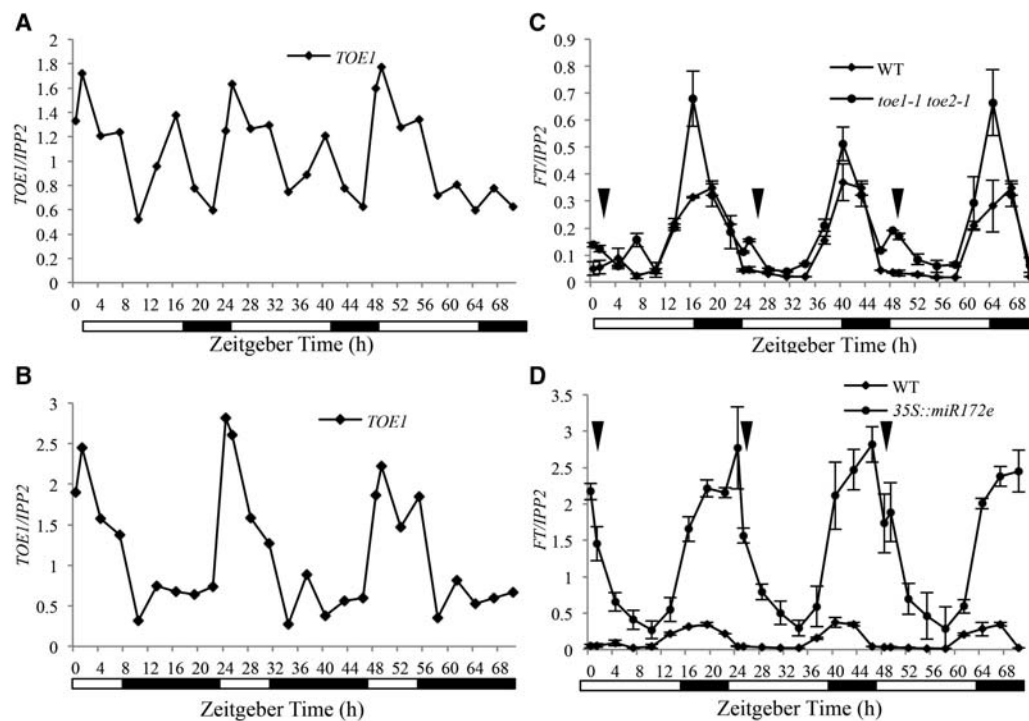 A
TOE1/IPP2
2
1.8
1.6
1.4
1.2
1
0.8
0.6
0.4
0.2
0
TOE1
0 4 8 12 16 20 24 28 32 36 40 44 48 52 56 60 64 68
Zeitgeber Time (h)
C
FT/IPP2
0.9
0.8
0.7
0.6
0.5
0.4
0.3
0.2
0.1
0
WT
toe1-1 toe2-1
0 4 8 12 16 20 24 28 32 36 40 44 48 52 56 60 64 68
Zeitgeber Time (h)
B
TOE1/IPP2
3
2.5
2
1.5
1
0.5
0
TOE1
0 4 8 12 16 20 24 28 32 36 40 44 48 52 56 60 64 68
Zeitgeber Time (h)
D
FT/IPP2
3.5
3
2.5
2
1.5
1
0.5
0
WT
35S::miR172e
0 4 8 12 16 20 24 28 32 36 40 44 48 52 56 60 64 68
Zeitgeber Time (h)